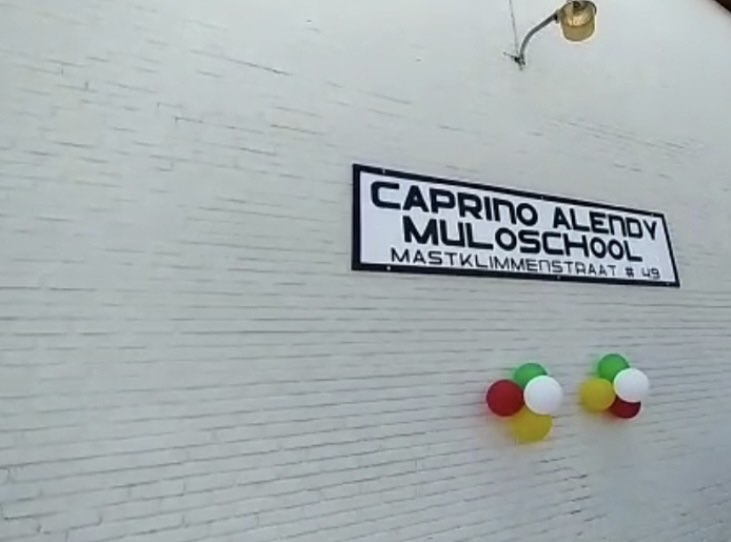 CAPRINO ALENDY
MULOSCHOOL
MASTKLIMMENSTRAAT # 49